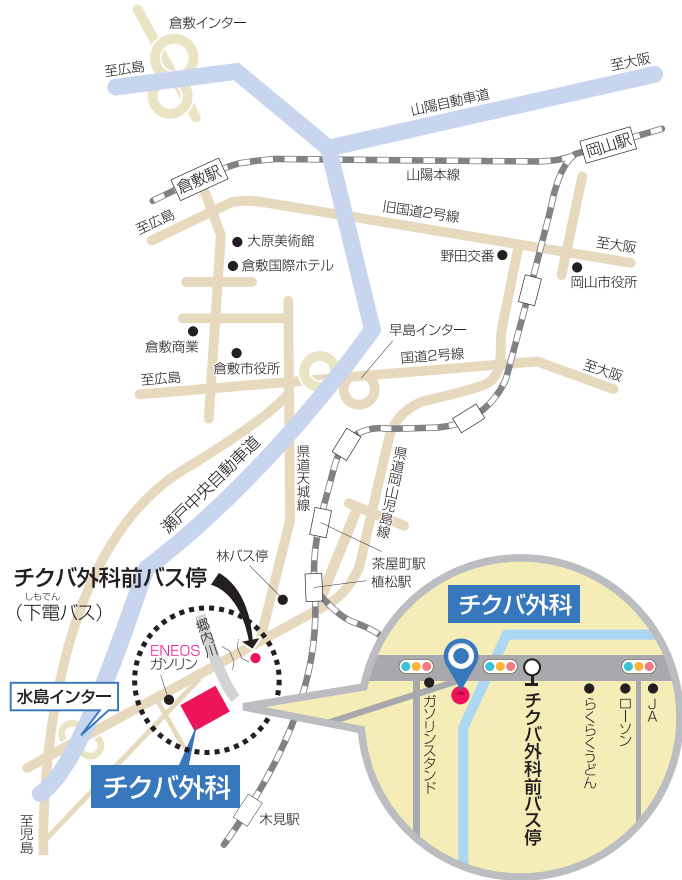 倉敷インター
至広島
至大阪
山陽自動車道
岡山駅
山陽本線
倉敷駅
至広島
旧国道2号線
大原美術館
倉敷国際ホテル
野田交番
至大阪
岡山市役所
早島インター
倉敷商業
倉敷市役所
国道2号線
至広島
至大阪
瀬戸中央自動車道
県道天城線
県道岡山児島線
林バス停
茶屋町駅
植松駅
チクバ外科前バス停
しもでん
(下電バス)
郷内川
ENEOS
ガソリン
水島インター
チクバ外科
至児島
木見駅
チクバ外科
ガソリンスタンド
チクバ外科前バス停
らくらくうどん
ローソン
JA